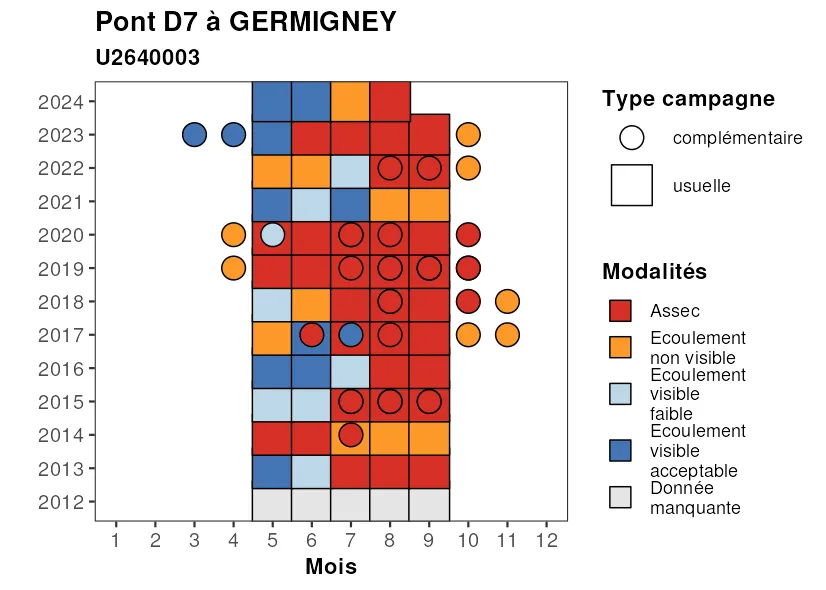 Pont D7 à GERMIGNEY
U2640003
2024
2023
2022
2021
2020
2019
2018
2017
2016
2015
2014
2013
2012
1 2 3 4 5 6 7 8 9 10 11 12
Mois
Type campagne
complémentaire
usuelle
Modalités
Assec
Ecoulement
non visible
Ecoulement
visible
faible
Ecoulement
visible
acceptable
Donnée
manquante